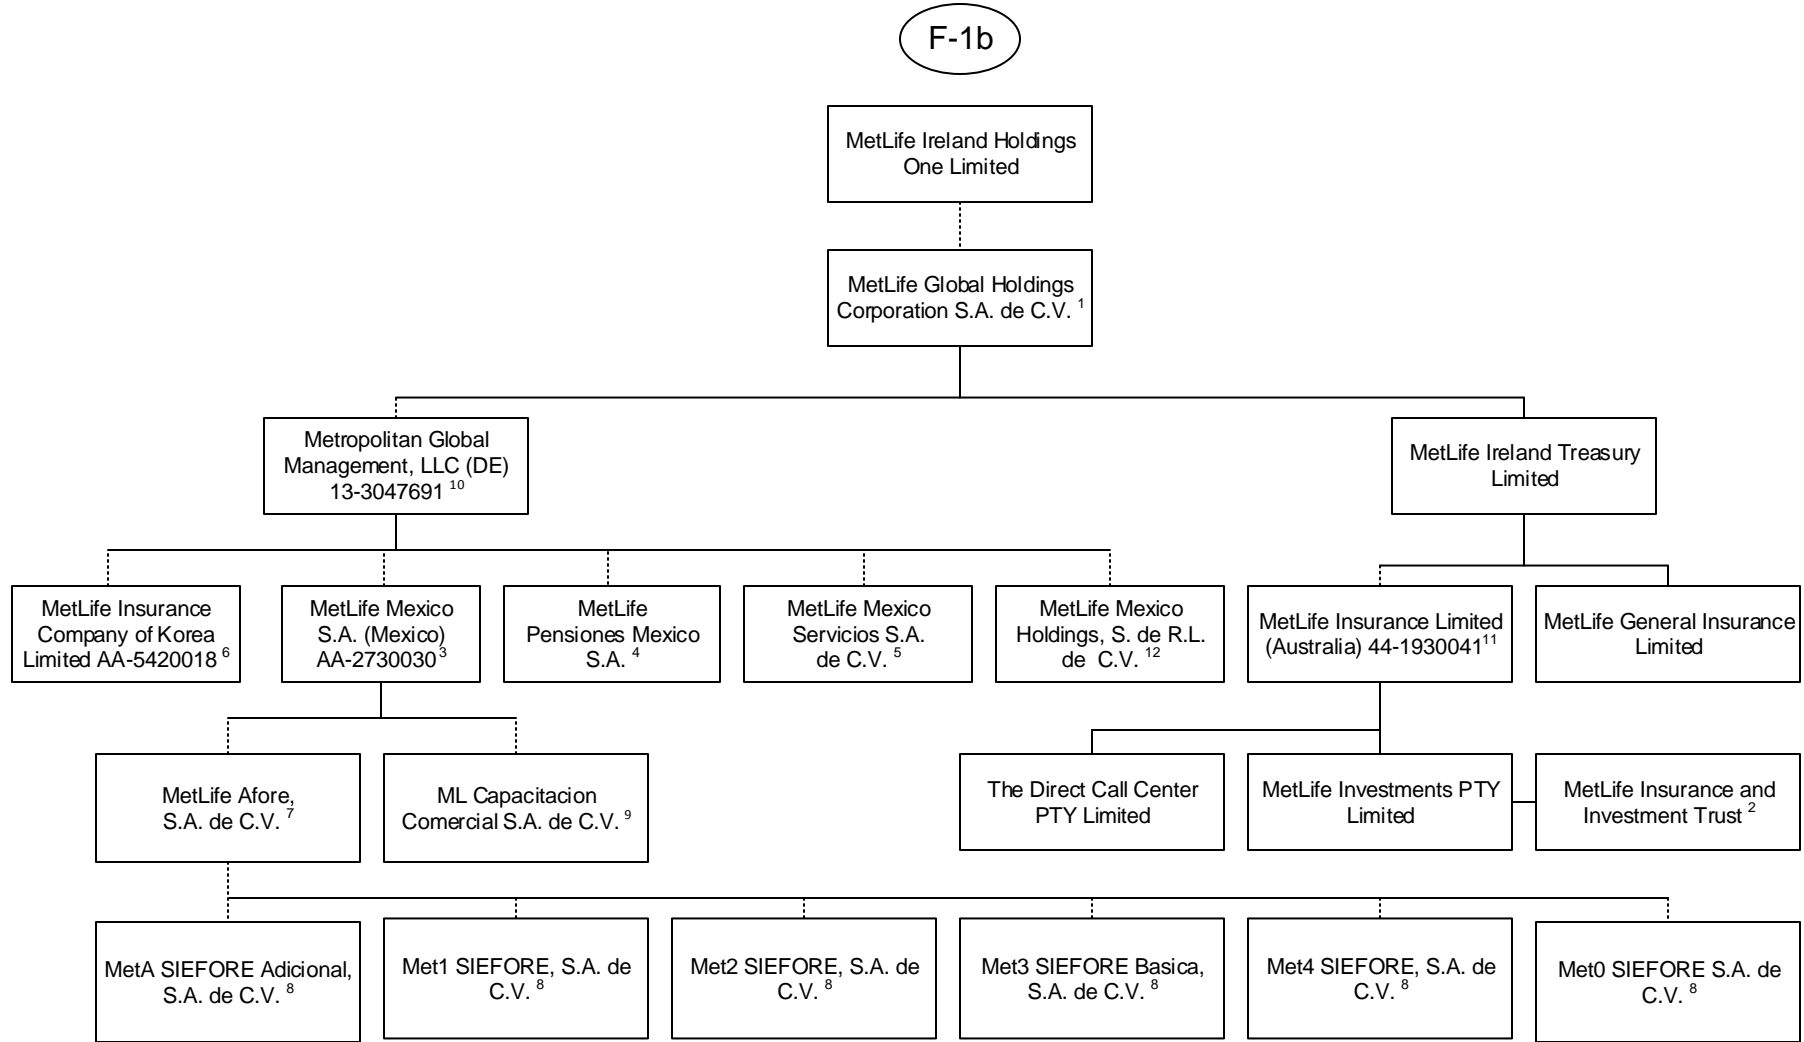 F-1b
MetLife Ireland Holdings
One Limited
MetLife Global Holdings
Corporation S.A. de C.V. 1
Metropolitan Global
Management, LLC (DE)
13-3047691 10
MetLife Ireland Treasury
Limited
MetLife Insurance
Company of Korea
Limited AA-5420018 6
MetLife Mexico
S.A. (Mexico)
AA-2730030 3
MetLife
Pensiones Mexico
S.A. 4
MetLife Mexico
Servicios S.A.
de C.V. 5
MetLife Mexico
Holdings, S. de R.L.
de C.V. 12
MetLife Insurance Limited
(Australia) 44-1930041 11
MetLife General Insurance
Limited
MetLife Afore,
S.A. de C.V. 7
ML Capacitacion
Comercial S.A. de C.V. 9
The Direct Call Center
PTY Limited
MetLife Investments PTY
Limited
MetLife Insurance and
Investment Trust 2
MetA SIEFORE Adicional,
S.A. de C.V. 8
Met1 SIEFORE, S.A. de
C.V. 8
Met2 SIEFORE, S.A. de
C.V. 8
Met3 SIEFORE Basica,
S.A. de C.V. 8
Met4 SIEFORE, S.A. de
C.V. 8
Met0 SIEFORE S.A. de
C.V. 8